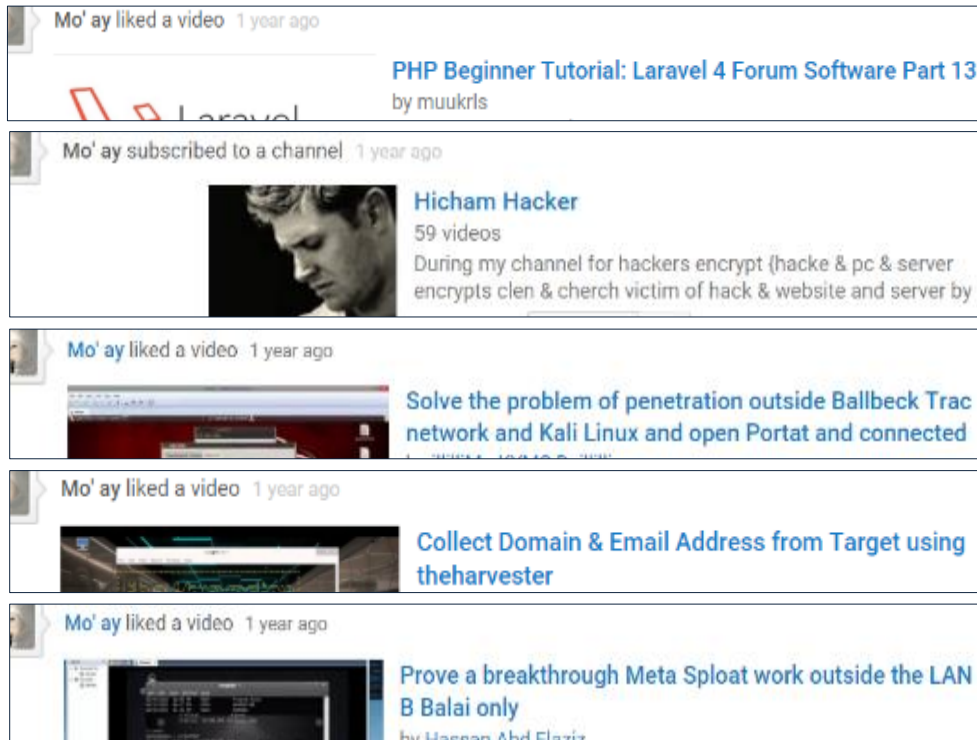 Mo' ay liked a video 1 year ago
PHP Beginner Tutorial: Laravel 4 Forum Software Part 13
by muukrls
Laravel
Mo' ay subscribed to a channel 1 year ago
Hicham Hacker
59 videos
During my channel for hackers encrypt {hacke & pc & server
encrypts clen & cherch victim of hack & website and server by
Mo' ay liked a video 1 year ago
Solve the problem of penetration outside Ballbeck Trac
network and Kali Linux and open Portat and connected
Mo' ay liked a video 1 year ago
Collect Domain & Email Address from Target using
theharvester
Mo' ay liked a video 1 year ago
Prove a breakthrough Meta Sploat work outside the LAN
B Balai only
by Hassan Abd Elaziz